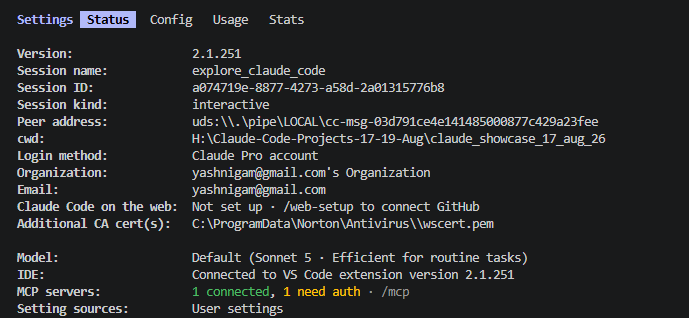 Settings Status Config Usage Stats
Version: 2.1.251
Session name: explore_claude_code
Session ID: a074719e-8877-4273-a58d-2a01315776b8
Session kind: interactive
Peer address: uds:\\.\pipe\LOCAL\cc-msg-03d791ce4e141485000877c429a23fee
cwd: H:\Claude-Code-Projects-17-19-Aug\claude_showcase_17_aug_26
Login method: Claude Pro account
Organization: yashnigam@gmail.com's Organization
Email: yashnigam@gmail.com
Claude Code on the web: Not set up · /web-setup to connect GitHub
Additional CA cert(s): C:\ProgramData\Norton\Antivirus\\wscert.pem
Model: Default (Sonnet 5 · Efficient for routine tasks)
IDE: Connected to VS Code extension version 2.1.251
MCP servers: 1 connected, 1 need auth · /mcp
Setting sources: User settings